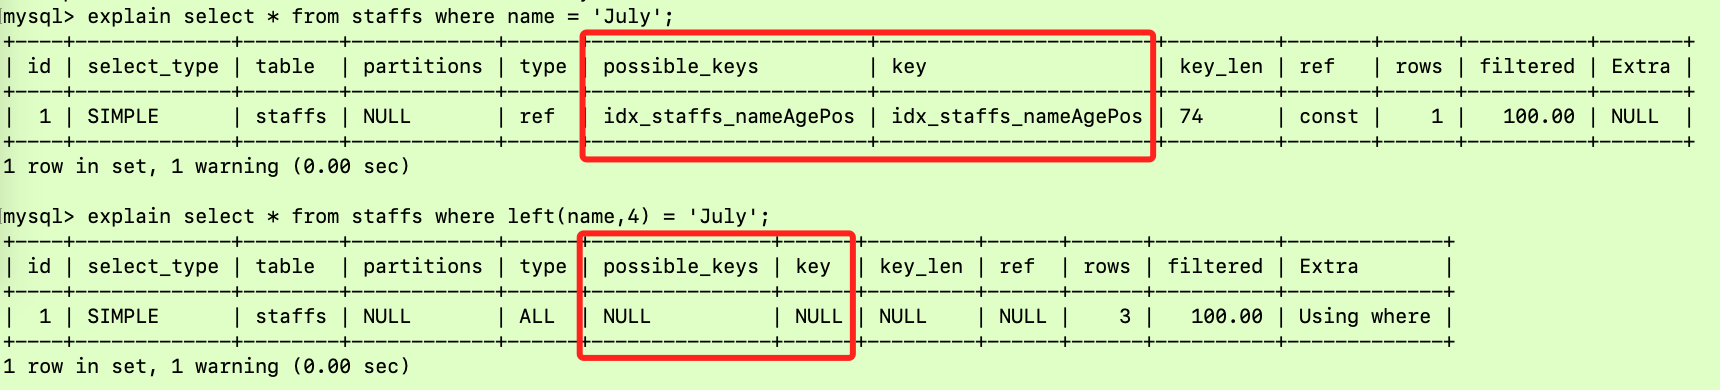 mysql> explain select * from staffs where name = 'July';
+----+-------------+--------+------------+------+-----------------------+-----------------------+---------+-------+------+----------+-------+
| id | select_type | table  | partitions | type | possible_keys         | key                   | key_len | ref   | rows | filtered | Extra |
+----+-------------+--------+------------+------+-----------------------+-----------------------+---------+-------+------+----------+-------+
|  1 | SIMPLE      | staffs | NULL       | ref  | idx_staffs_nameAgePos | idx_staffs_nameAgePos | 74      | const |    1 |   100.00 | NULL  |
+----+-------------+--------+------------+------+-----------------------+-----------------------+---------+-------+------+----------+-------+
1 row in set, 1 warning (0.00 sec)
mysql> explain select * from staffs where left(name,4) = 'July';
+----+-------------+--------+------------+------+---------------+------+---------+------+------+----------+-------------+
| id | select_type | table  | partitions | type | possible_keys | key  | key_len | ref  | rows | filtered | Extra       |
+----+-------------+--------+------------+------+---------------+------+---------+------+------+----------+-------------+
|  1 | SIMPLE      | staffs | NULL       | ALL  | NULL          | NULL | NULL    | NULL |    3 |   100.00 | Using where |
+----+-------------+--------+------------+------+---------------+------+---------+------+------+----------+-------------+
1 row in set, 1 warning (0.00 sec)